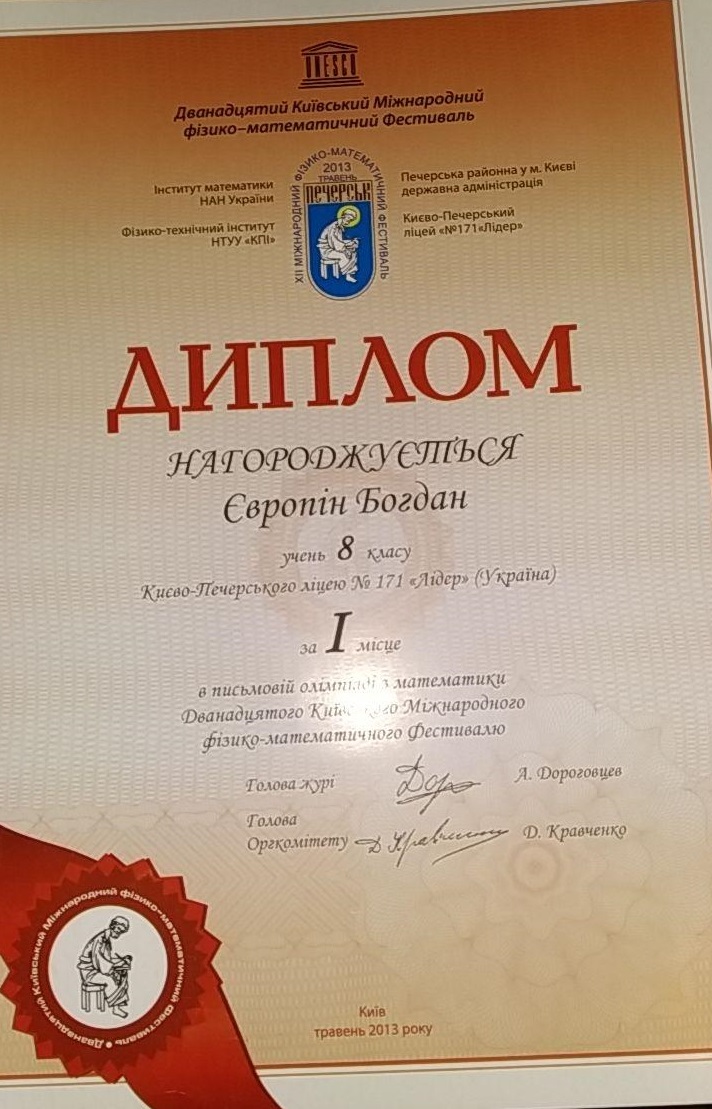 UNESCO
Дванадцятий Київський Міжнародний
фізико-математичний Фестиваль
Інститут математики
НАН України
Фізико-технічний інститут
НТУУ «КПІ»
XII МІЖНАРОДНИЙ ФІЗИКО-МАТЕМАТИЧНИЙ ФЕСТИВАЛЬ
2013
ТРАВЕНЬ
ПЕЧЕРСЬК
Печерська районна у м. Києві
державна адміністрація
Києво-Печерський
ліцей «№171«Лідер»
ДИПЛОМ
НАГОРОДЖУЄТЬСЯ
Європін Богдан
учень 8 класу
Києво-Печерського ліцею № 171 «Лідер» (Україна)
за I місце
в письмовій олімпіаді з математики
Дванадцятого Київського Міжнародного
фізико-математичного Фестивалю
Голова журі
А. Дороговцев
Голова
Оргкомітету
Д. Кравченко
Дванадцятий Київський Міжнародний фізико-математичний Фестиваль
Київ
травень 2013 року